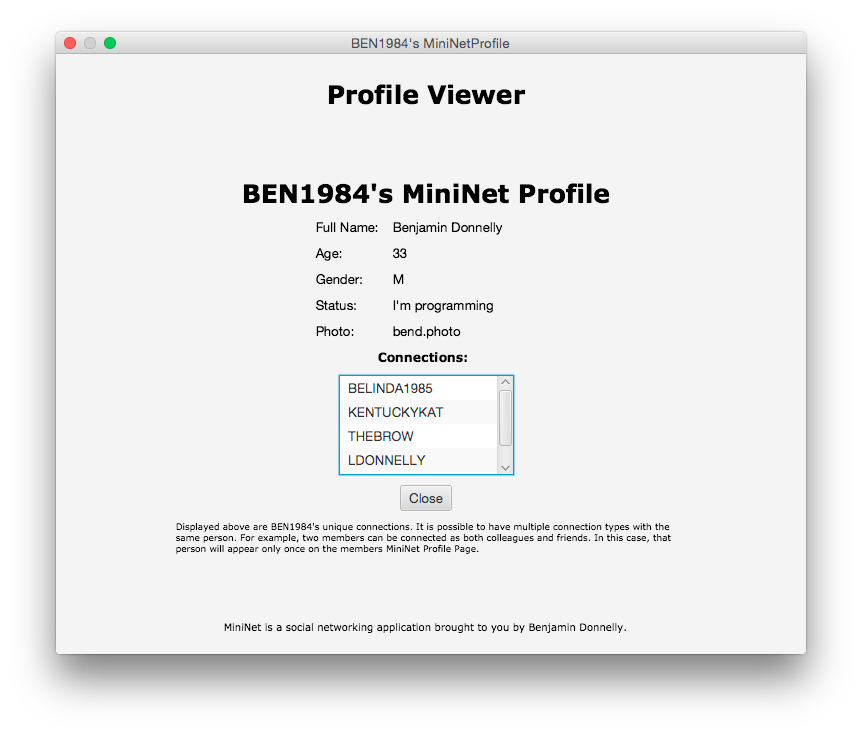 BEN1984's MiniNetProfile
Profile Viewer
BEN1984's MiniNet Profile
Full Name: Benjamin Donnelly
Age: 33
Gender: M
Status: I'm programming
Photo: bend.photo
Connections:
BELINDA1985
KENTUCKYKAT
THEBROW
LDONNELLY
Close
Displayed above are BEN1984's unique connections. It is possible to have multiple connection types with the
same person. For example, two members can be connected as both colleagues and friends. In this case, that
person will appear only once on the members MiniNet Profile Page.
MiniNet is a social networking application brought to you by Benjamin Donnelly.